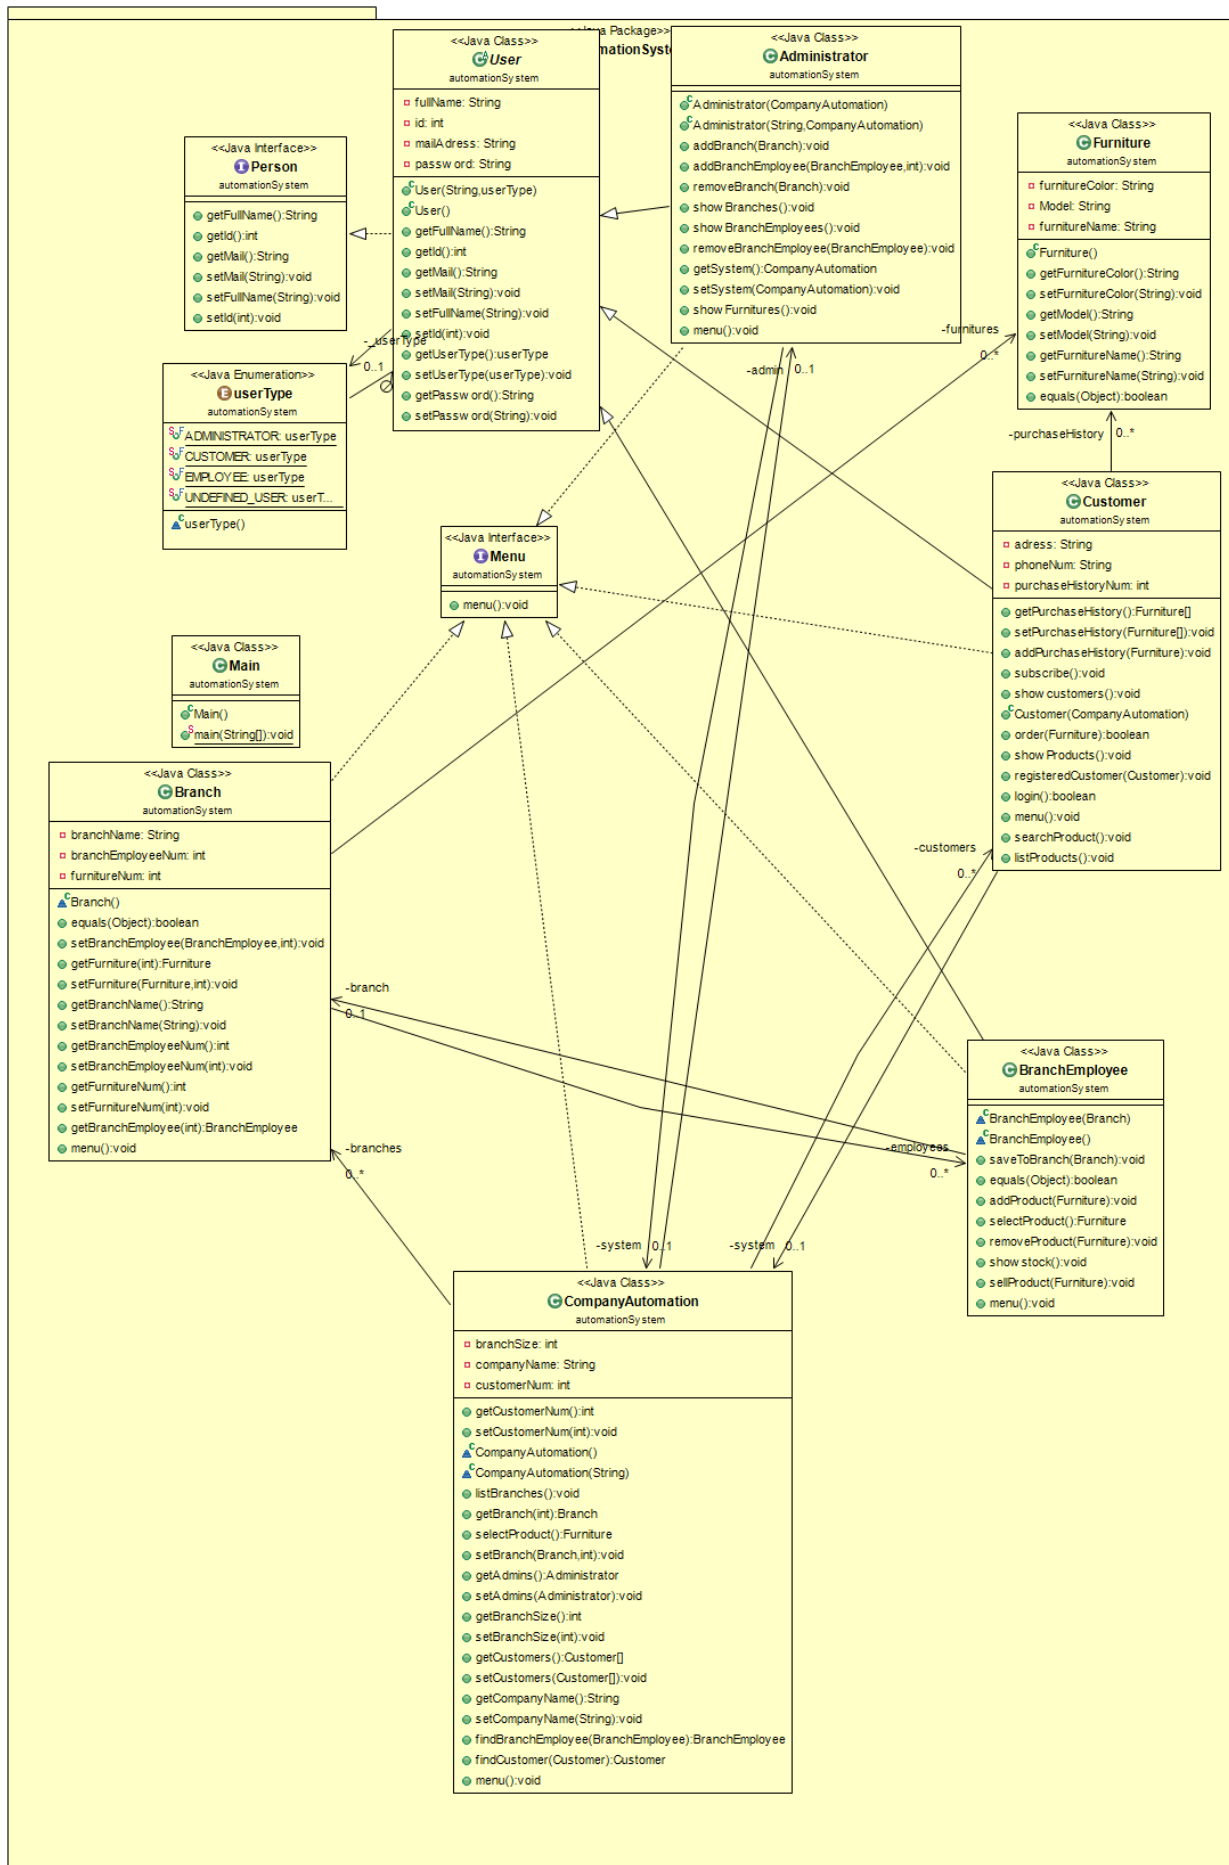 <<Java Package>>
mationSyst
<<Java Class>>
User
automationSystem
fullName: String
id: int
mailAdress: String
password: String
User(String,userType)
User()
getFullName():String
getId():int
getMail():String
setMail(String):void
setFullName(String):void
setId(int):void
getUserType():userType
setUserType(userType):void
getPassword():String
setPassword(String):void
<<Java Class>>
Administrator
automationSystem
Administrator(CompanyAutomation)
Administrator(String,CompanyAutomation)
addBranch(Branch):void
addBranchEmployee(BranchEmployee,int):void
removeBranch(Branch):void
showBranches():void
showBranchEmployees():void
removeBranchEmployee(BranchEmployee):void
getSystem():CompanyAutomation
setSystem(CompanyAutomation):void
showFurnitures():void
menu():void
<<Java Interface>>
Person
automationSystem
getFullName():String
getId():int
getMail():String
setMail(String):void
setFullName(String):void
setId(int):void
<<Java Class>>
Furniture
automationSystem
furnitureColor: String
Model: String
furnitureName: String
Furniture()
getFurnitureColor():String
setFurnitureColor(String):void
getModel():String
setModel(String):void
getFurnitureName():String
setFurnitureName(String):void
equals(Object):boolean
-_userType
0..1
-furnitures
0..*
-admin
0..1
-purchaseHistory
0..*
<<Java Enumeration>>
userType
automationSystem
ADMINISTRATOR: userType
CUSTOMER: userType
EMPLOYEE: userType
UNDEFINED_USER: userT...
userType()
<<Java Interface>>
Menu
automationSystem
menu():void
<<Java Class>>
Customer
automationSystem
adress: String
phoneNum: String
purchaseHistoryNum: int
getPurchaseHistory():Furniture[]
setPurchaseHistory(Furniture[]):void
addPurchaseHistory(Furniture):void
subscribe():void
showcustomers():void
Customer(CompanyAutomation)
order(Furniture):boolean
showProducts():void
registeredCustomer(Customer):void
login():boolean
menu():void
searchProduct():void
listProducts():void
<<Java Class>>
Main
automationSystem
Main()
main(String[]):void
<<Java Class>>
Branch
automationSystem
branchName: String
branchEmployeeNum: int
furnitureNum: int
Branch()
equals(Object):boolean
setBranchEmployee(BranchEmployee,int):void
getFurniture(int):Furniture
setFurniture(Furniture,int):void
getBranchName():String
setBranchName(String):void
getBranchEmployeeNum():int
setBranchEmployeeNum(int):void
getFurnitureNum():int
setFurnitureNum(int):void
getBranchEmployee(int):BranchEmployee
menu():void
-customers
0..*
-branch
0..1
-employees
0..*
-branches
0..*
-system
0..1
-system
0..1
<<Java Class>>
BranchEmployee
automationSystem
BranchEmployee(Branch)
BranchEmployee()
saveToBranch(Branch):void
equals(Object):boolean
addProduct(Furniture):void
selectProduct():Furniture
removeProduct(Furniture):void
showstock():void
sellProduct(Furniture):void
menu():void
<<Java Class>>
CompanyAutomation
automationSystem
branchSize: int
companyName: String
customerNum: int
getCustomerNum():int
setCustomerNum(int):void
CompanyAutomation()
CompanyAutomation(String)
listBranches():void
getBranch(int):Branch
selectProduct():Furniture
setBranch(Branch,int):void
getAdmins():Administrator
setAdmins(Administrator):void
getBranchSize():int
setBranchSize(int):void
getCustomers():Customer[]
setCustomers(Customer[]):void
getCompanyName():String
setCompanyName(String):void
findBranchEmployee(BranchEmployee):BranchEmployee
findCustomer(Customer):Customer
menu():void